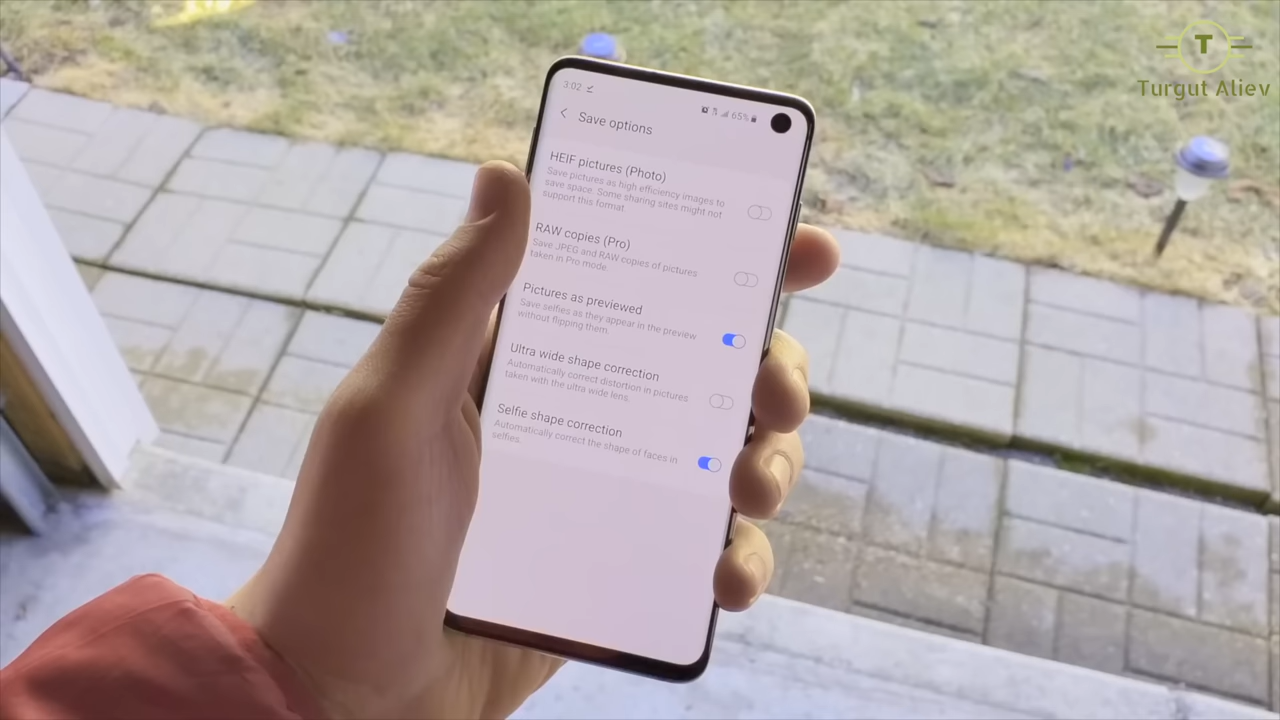 T
Turgut Aliev
3:02
65%
Save options
HEIF pictures (Photo)
Save pictures as high efficiency images to
save space. Some sharing sites might not
support this format.
RAW copies (Pro)
Save JPEG and RAW copies of pictures
taken in Pro mode.
Pictures as previewed
Save selfies as they appear in the preview
without flipping them.
Ultra wide shape correction
Automatically correct distortion in pictures
taken with the ultra wide lens.
Selfie shape correction
Automatically correct the shape of faces in
selfies.